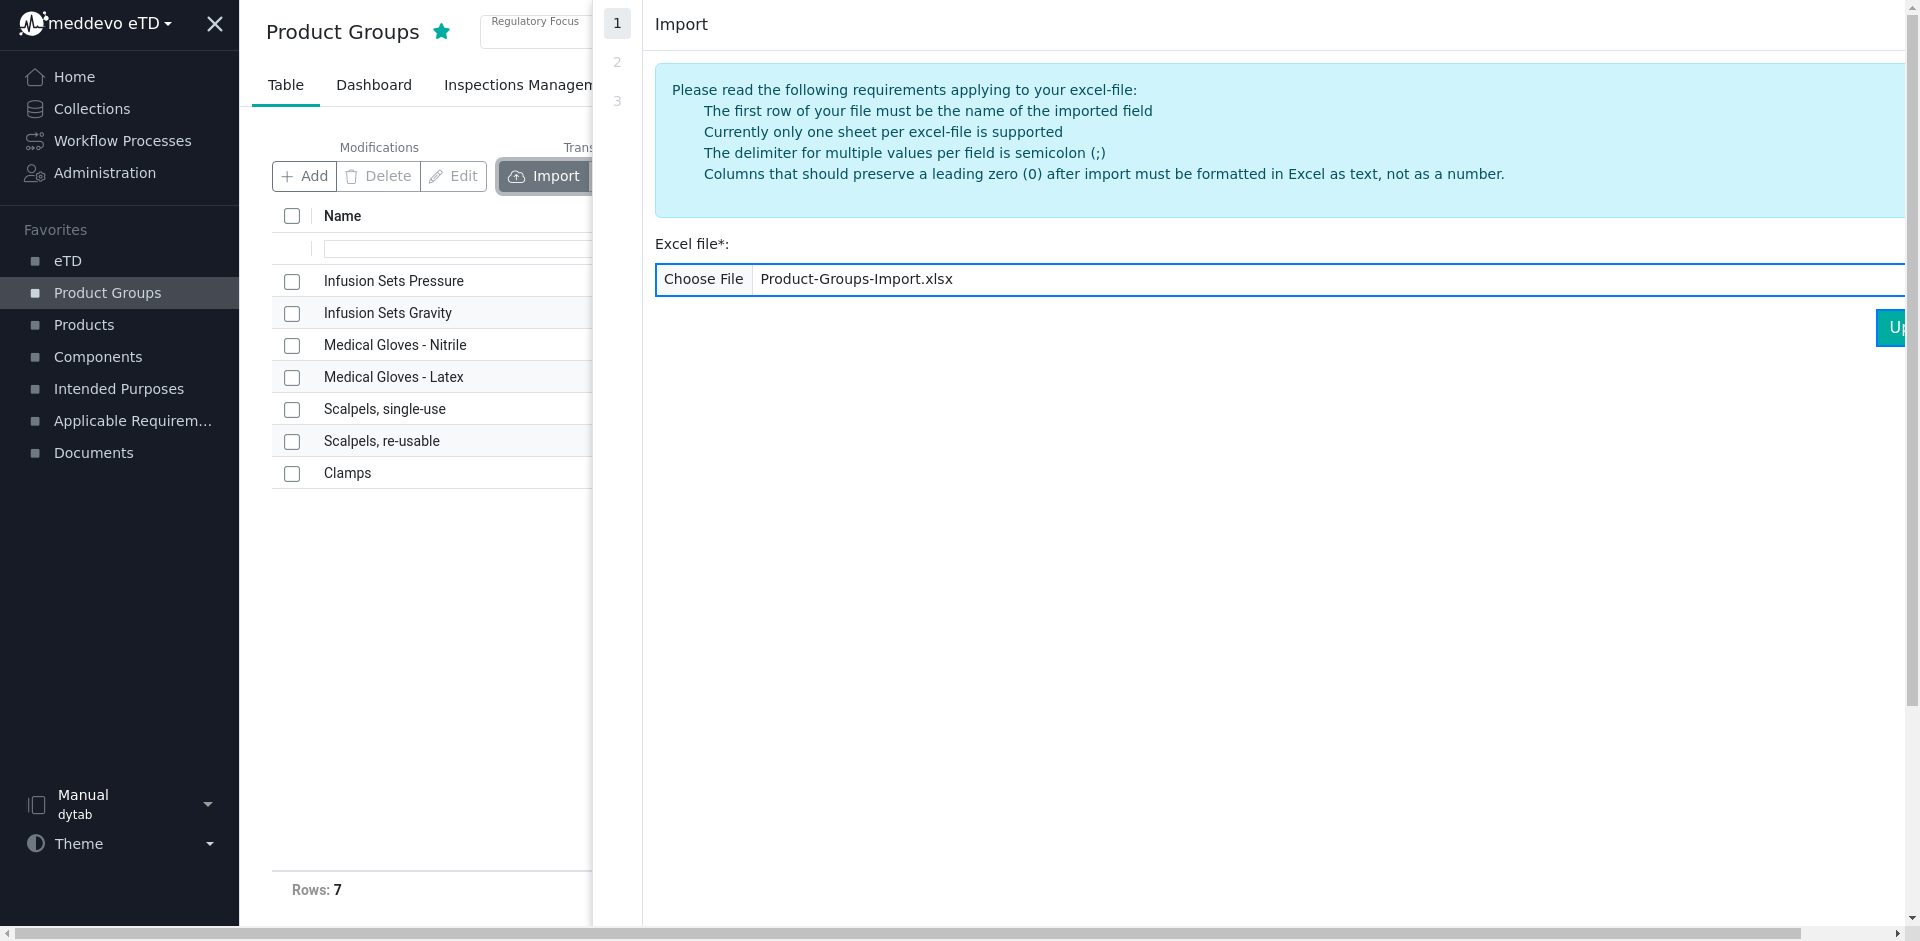 meddevo eTD
Home
Collections
Workflow Processes
Administration
Favorites
eTD
Product Groups
Products
Components
Intended Purposes
Applicable Requirem...
Documents
Manual
dytab
Theme
Product Groups
Regulatory Focus
Table
Dashboard
Inspections Managem
Modifications
Trans
Add
Delete
Edit
Import
Name
Infusion Sets Pressure
Infusion Sets Gravity
Medical Gloves - Nitrile
Medical Gloves - Latex
Scalpels, single-use
Scalpels, re-usable
Clamps
Rows: 7
1
2
3
Import
Please read the following requirements applying to your excel-file:
The first row of your file must be the name of the imported field
Currently only one sheet per excel-file is supported
The delimiter for multiple values per field is semicolon (;)
Columns that should preserve a leading zero (0) after import must be formatted in Excel as text, not as a number.
Excel file*:
Choose File Product-Groups-Import.xlsx